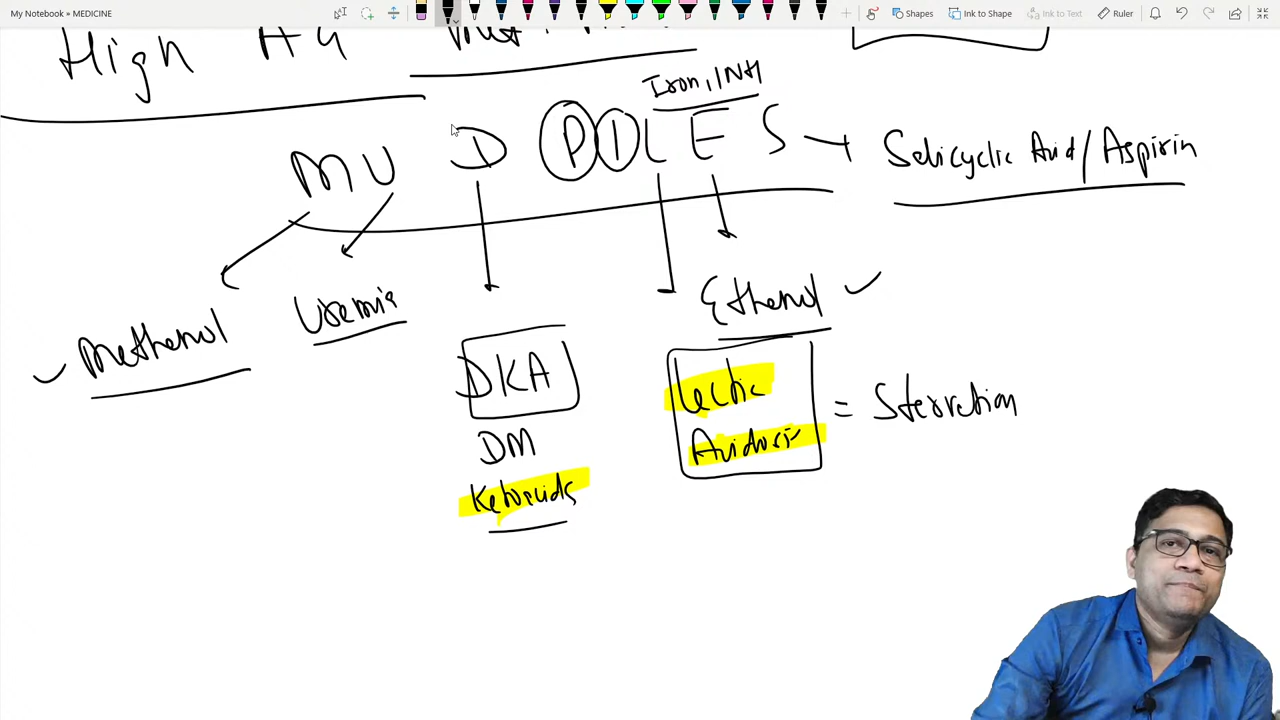 My Notebook » MEDICINE
Shapes
Ink to Shape
Ink to Text
Ruler
High AG
Iron, INH
MU D P I L E S → Salicyclic Acid/Aspirin
Methanol
Uremia
Ethanol
DKA
DM
Ketoacids
Lactic
Acidosis
= Starvation